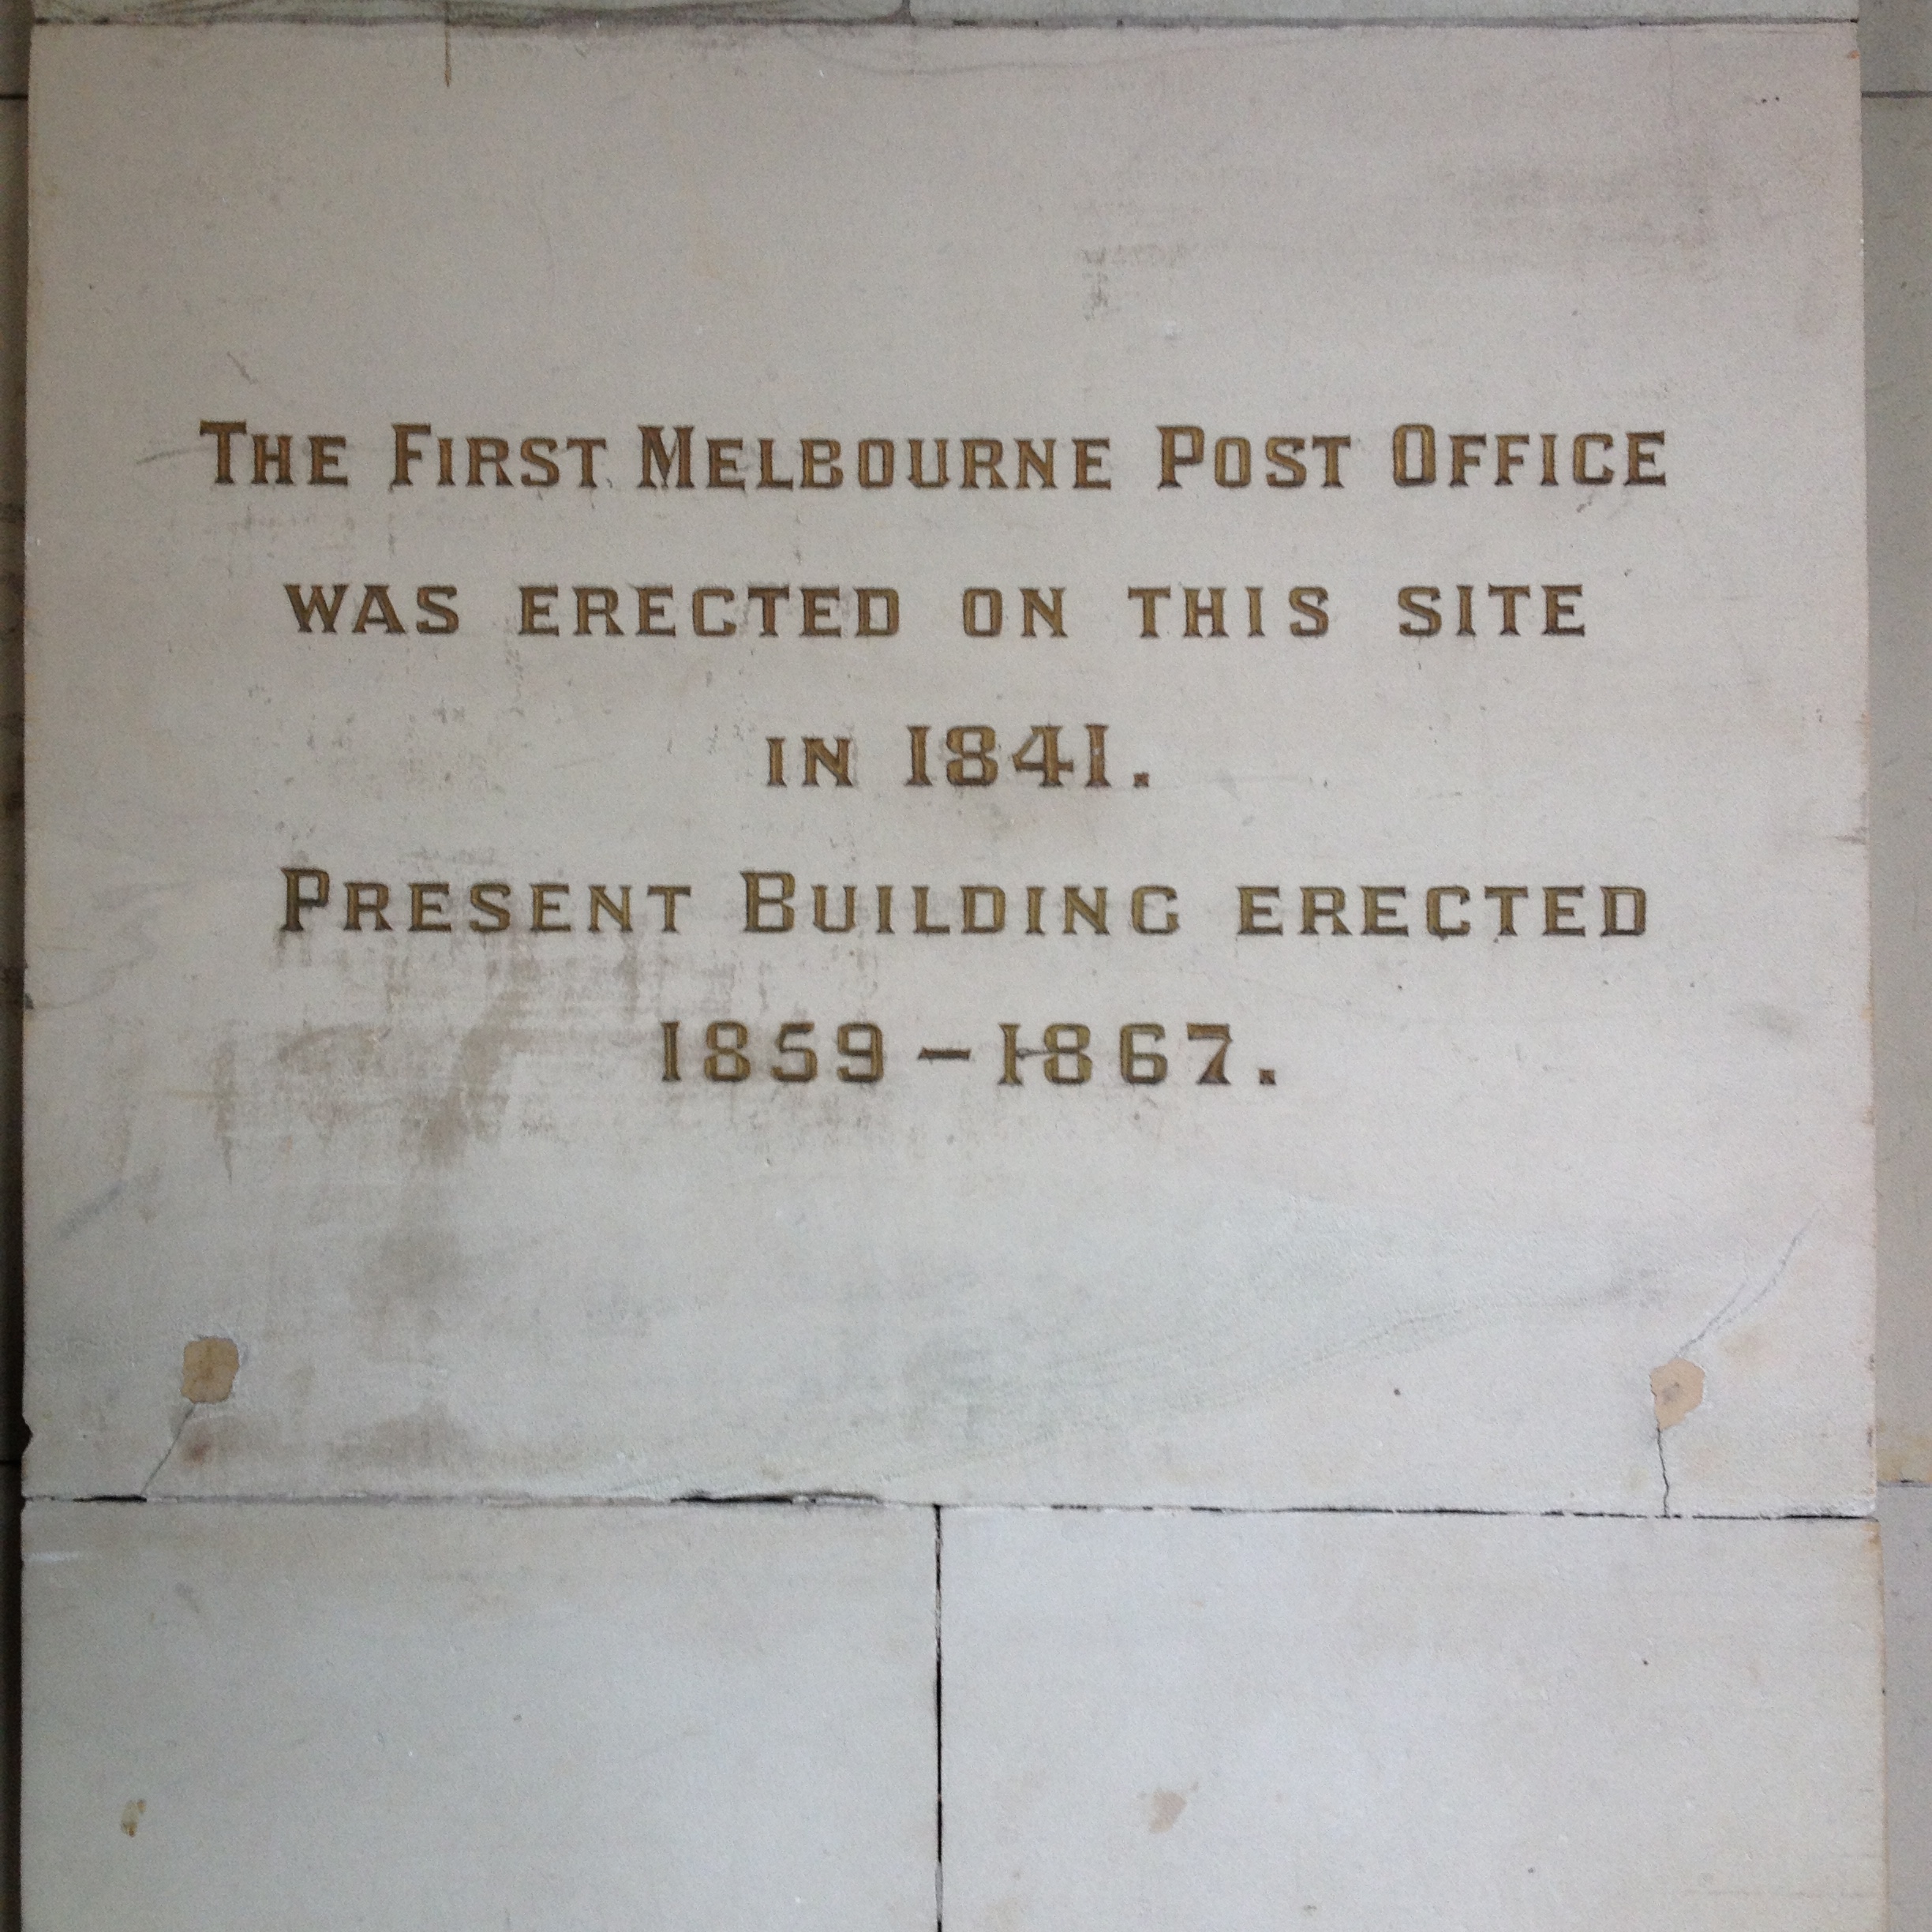 THE FIRST MELBOURNE POST OFFICE
WAS ERECTED ON THIS SITE
IN 1841.
PRESENT BUILDING ERECTED
1859 - 1867.